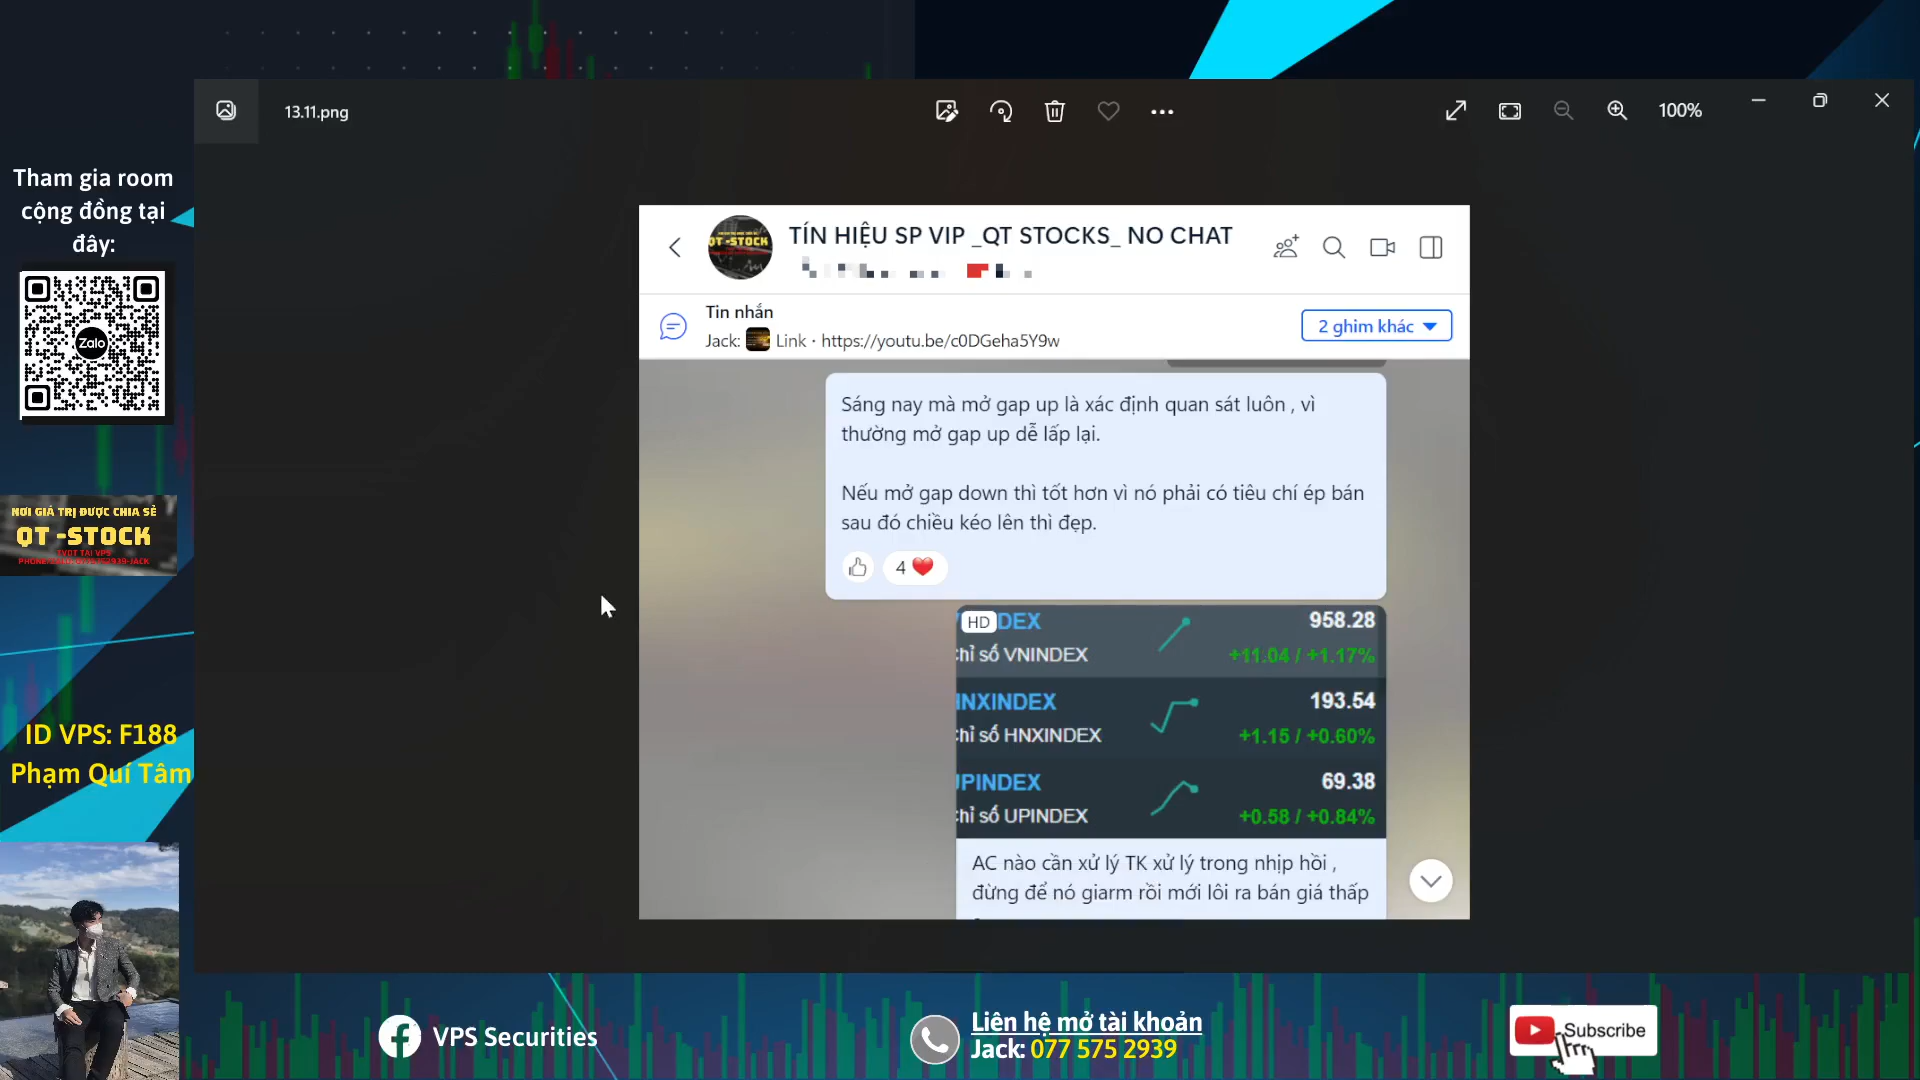 13.11.png
100%
Tham gia room
cộng đồng tại
đây:
Zalo
NƠI GIÁ TRỊ ĐƯỢC CHIA SẺ
QT -STOCK
TVĐT TẠI VPS
ID VPS: F188
Phạm Quí Tâm
QT-STOCK
TÍN HIỆU SP VIP _QT STOCKS_ NO CHAT
Tin nhắn
Jack: Link · https://youtu.be/c0DGeha5Y9w
2 ghim khác
Sáng nay mà mở gap up là xác định quan sát luôn , vì
thường mở gap up dễ lấp lại.
Nếu mở gap down thì tốt hơn vì nó phải có tiêu chí ép bán
sau đó chiều kéo lên thì đẹp.
4
HD
DEX 958.28
hỉ số VNINDEX +11.04 / +1.17%
NXINDEX 193.54
hỉ số HNXINDEX +1.15 / +0.60%
PINDEX 69.38
hỉ số UPINDEX +0.58 / +0.84%
AC nào cần xử lý TK xử lý trong nhịp hồi ,
đừng để nó giarm rồi mới lôi ra bán giá thấp
VPS Securities
Liên hệ mở tài khoản
Jack: 077 575 2939
Subscribe